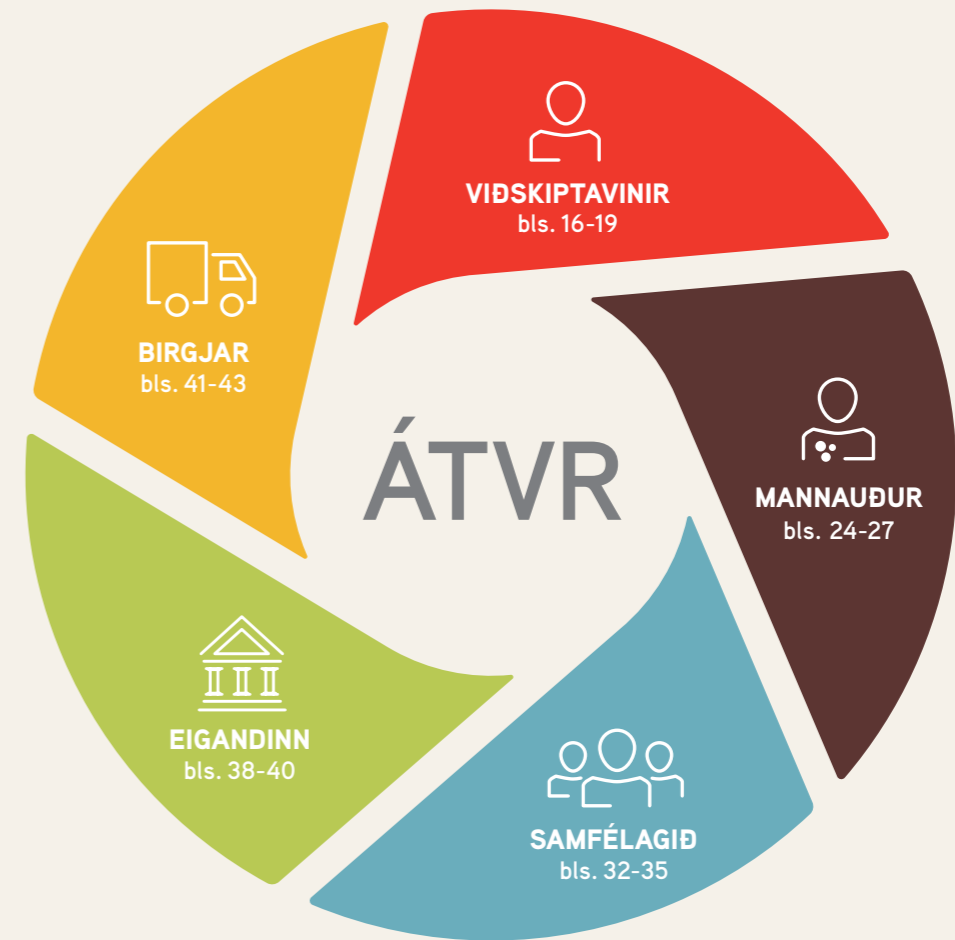 VIÐSKIPTAVINIR
bls. 16-19
BIRGJAR
bls. 41-43
ÁTVR
MANNAUÐUR
bls. 24-27
EIGANDINN
bls. 38-40
SAMFÉLAGIÐ
bls. 32-35